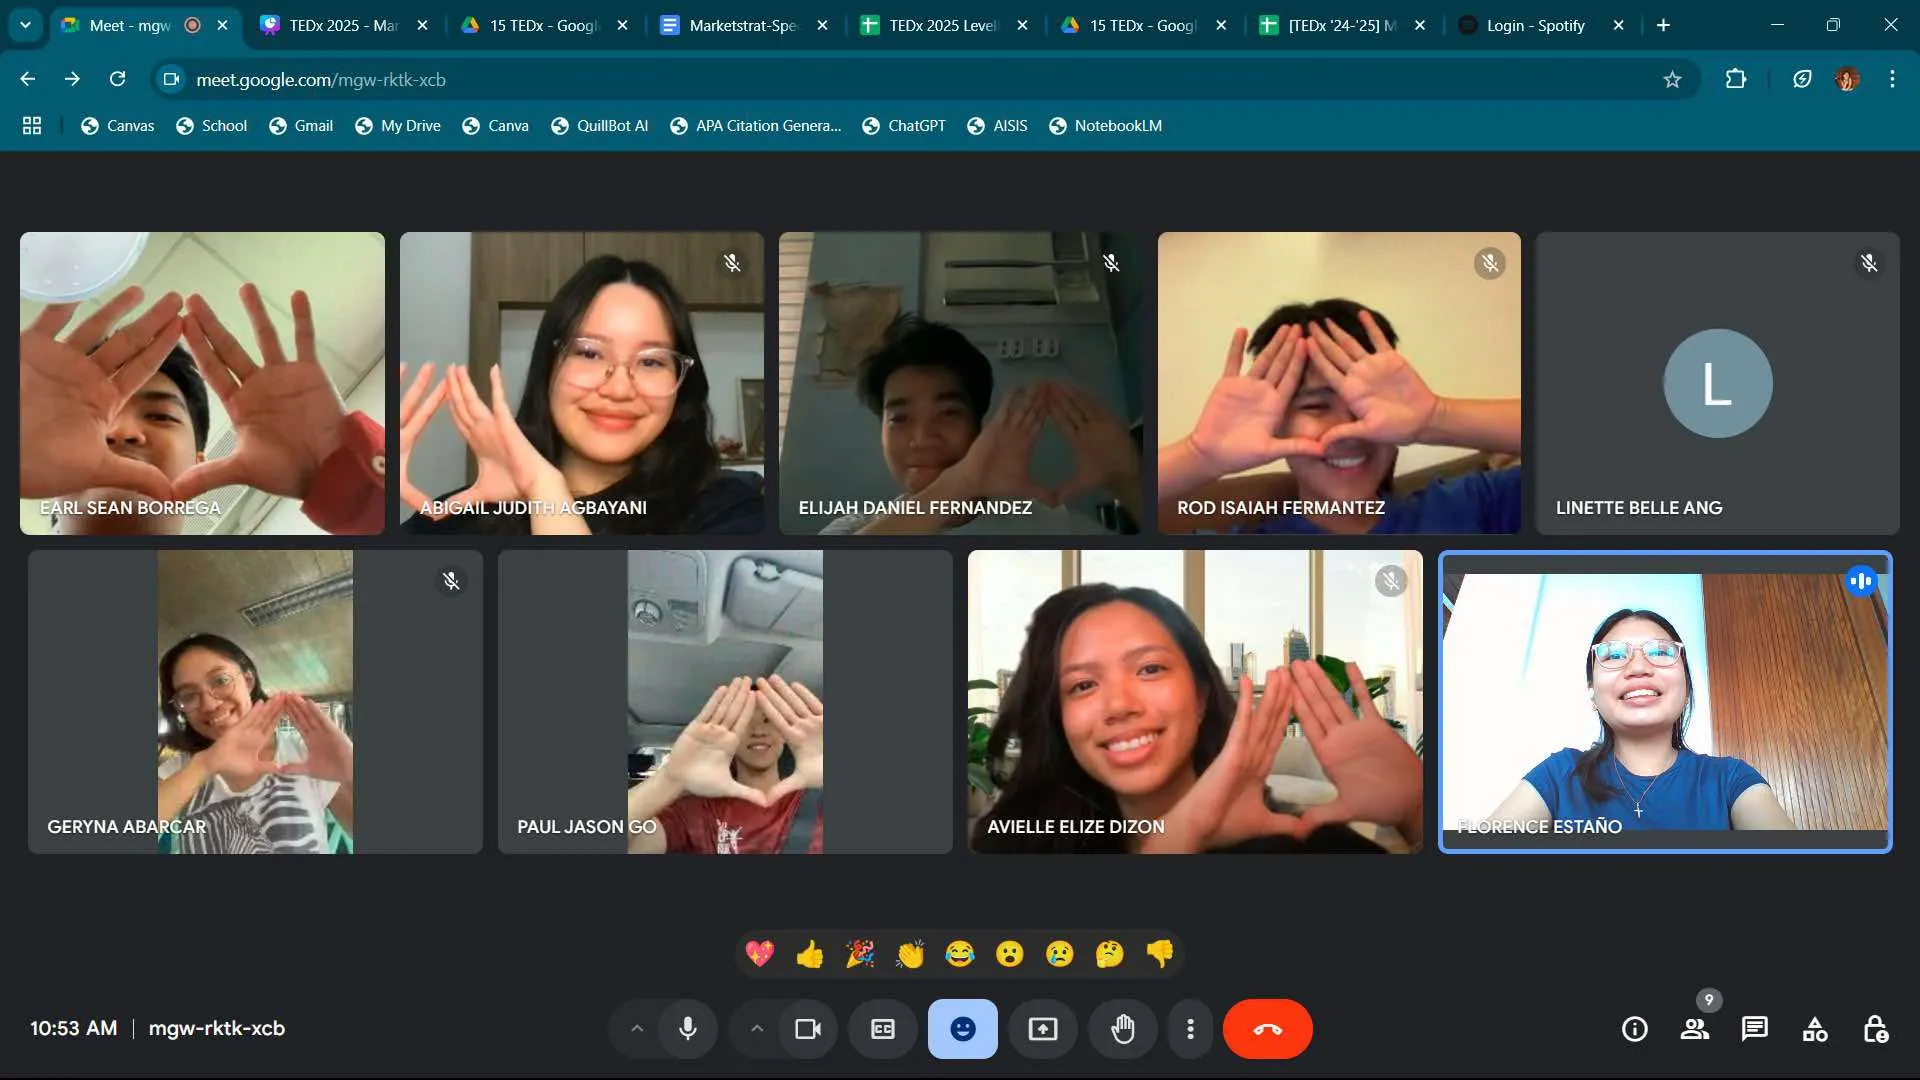 Meet - mgw
TEDx 2025 - Mar
15 TEDx - Googl
Marketstrat-Spe
TEDx 2025 Level
15 TEDx - Googl
[TEDx '24-'25] M
Login - Spotify
meet.google.com/mgw-rktk-xcb
Canvas
School
Gmail
My Drive
Canva
QuillBot AI
APA Citation Genera...
ChatGPT
AISIS
NotebookLM
EARL SEAN BORREGA
ABIGAIL JUDITH AGBAYANI
ELIJAH DANIEL FERNANDEZ
ROD ISAIAH FERMANTEZ
L
LINETTE BELLE ANG
GERYNA ABARCAR
PAUL JASON GO
AVIELLE ELIZE DIZON
FLORENCE ESTAÑO
10:53 AM | mgw-rktk-xcb
CC
9